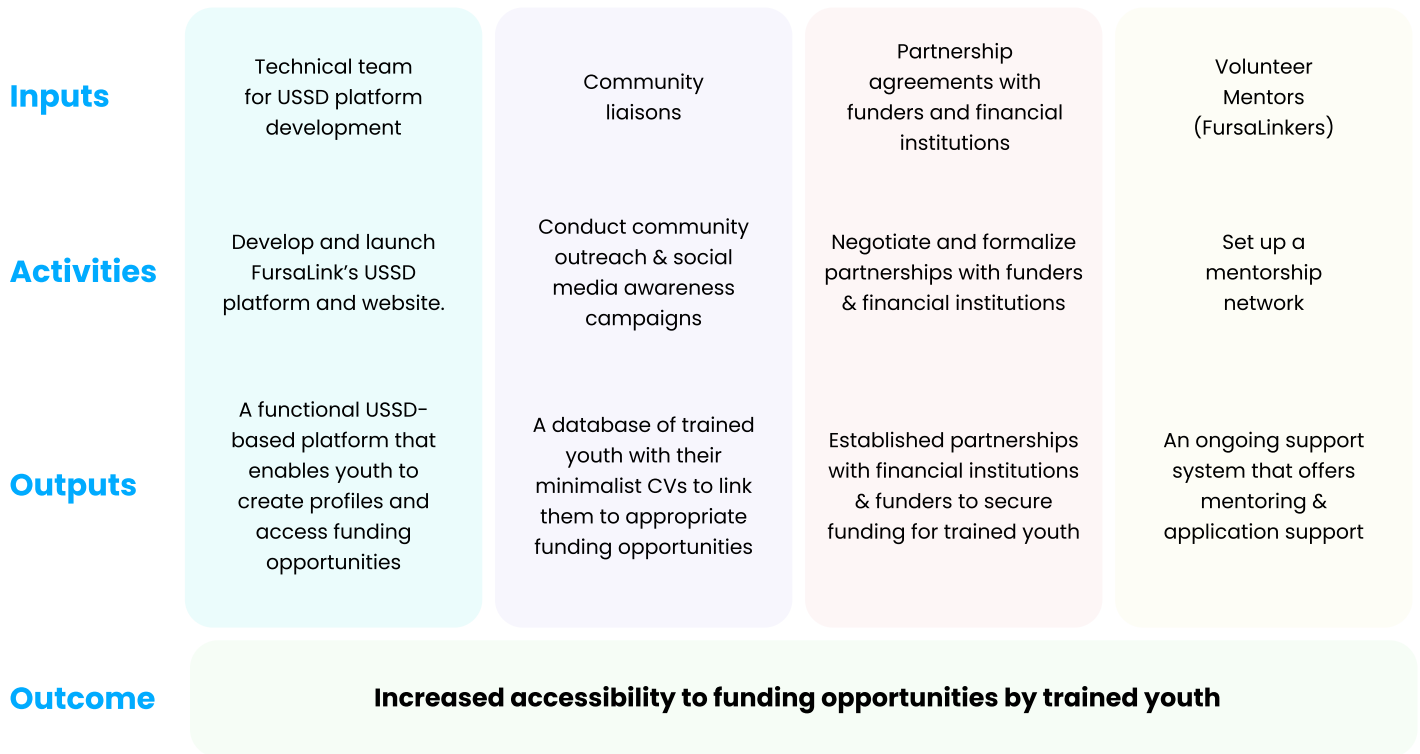 Inputs
Technical team
for USSD platform
development
Community
liaisons
Partnership
agreements with
funders and financial
institutions
Volunteer
Mentors
(FursaLinkers)
Activities
Develop and launch
FursaLink’s USSD
platform and website.
Conduct community
outreach & social
media awareness
campaigns
Negotiate and formalize
partnerships with funders
& financial institutions
Set up a
mentorship
network
Outputs
A functional USSD-
based platform that
enables youth to
create profiles and
access funding
opportunities
A database of trained
youth with their
minimalist CVs to link
them to appropriate
funding opportunities
Established partnerships
with financial institutions
& funders to secure
funding for trained youth
An ongoing support
system that offers
mentoring &
application support
Outcome
Increased accessibility to funding opportunities by trained youth